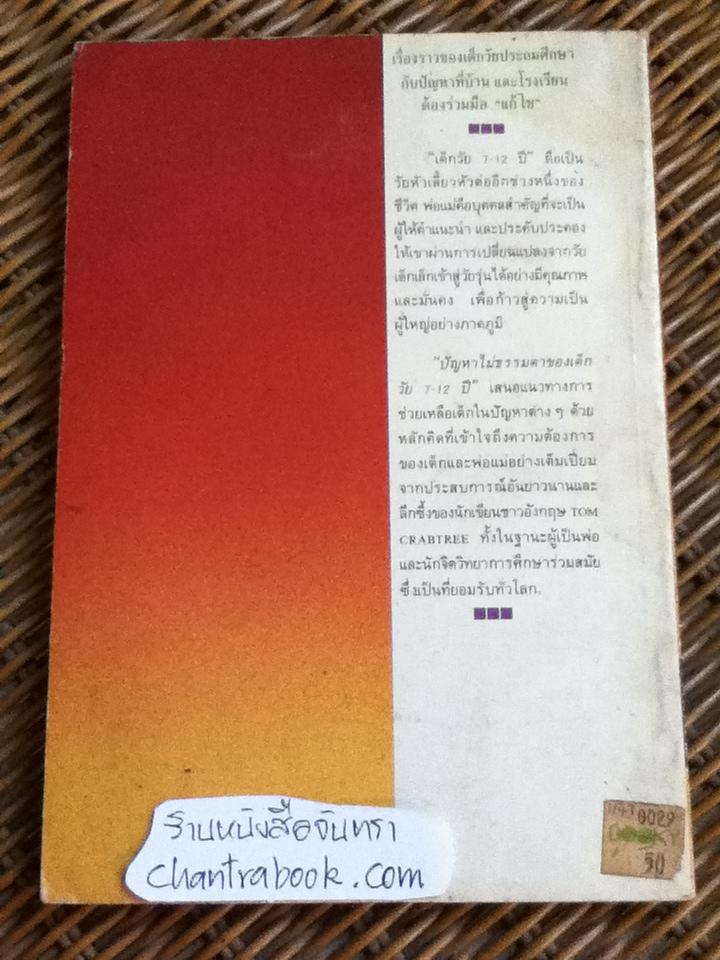 เรื่องราวของเด็กวัยประถมศึกษา
กับปัญหาที่บ้าน และโรงเรียน
ต้องร่วมมือ "แก้ไข"
"เด็กวัย 7-12 ปี" ถือเป็น
วัยหัวเลี้ยวหัวต่ออีกช่วงหนึ่งของ
ชีวิต พ่อแม่คือบุคคลสำคัญที่จะเป็น
ผู้ให้คำแนะนำ และประคับประคอง
ให้เขาผ่านการเปลี่ยนแปลงจากวัย
เด็กเล็กเข้าสู่วัยรุ่นได้อย่างมีคุณภาพ
และมั่นคง เพื่อก้าวสู่ความเป็น
ผู้ใหญ่อย่างภาคภูมิ
"ปัญหาไม่ธรรมดาของเด็ก
วัย 7-12 ปี" เสนอแนวทางการ
ช่วยเหลือเด็กในปัญหาต่าง ๆ ด้วย
หลักคิดที่เข้าใจถึงความต้องการ
ของเด็กและพ่อแม่อย่างเต็มเปี่ยม
จากประสบการณ์อันยาวนานและ
ลึกซึ้งของนักเขียนชาวอังกฤษ TOM
CRABTREE ทั้งในฐานะผู้เป็นพ่อ
และนักจิตวิทยาการศึกษาร่วมสมัย
ซึ่งเป็นที่ยอมรับทั่วโลก.
0029
50
ร้านหนังสือจันทรา
chantrabook.com